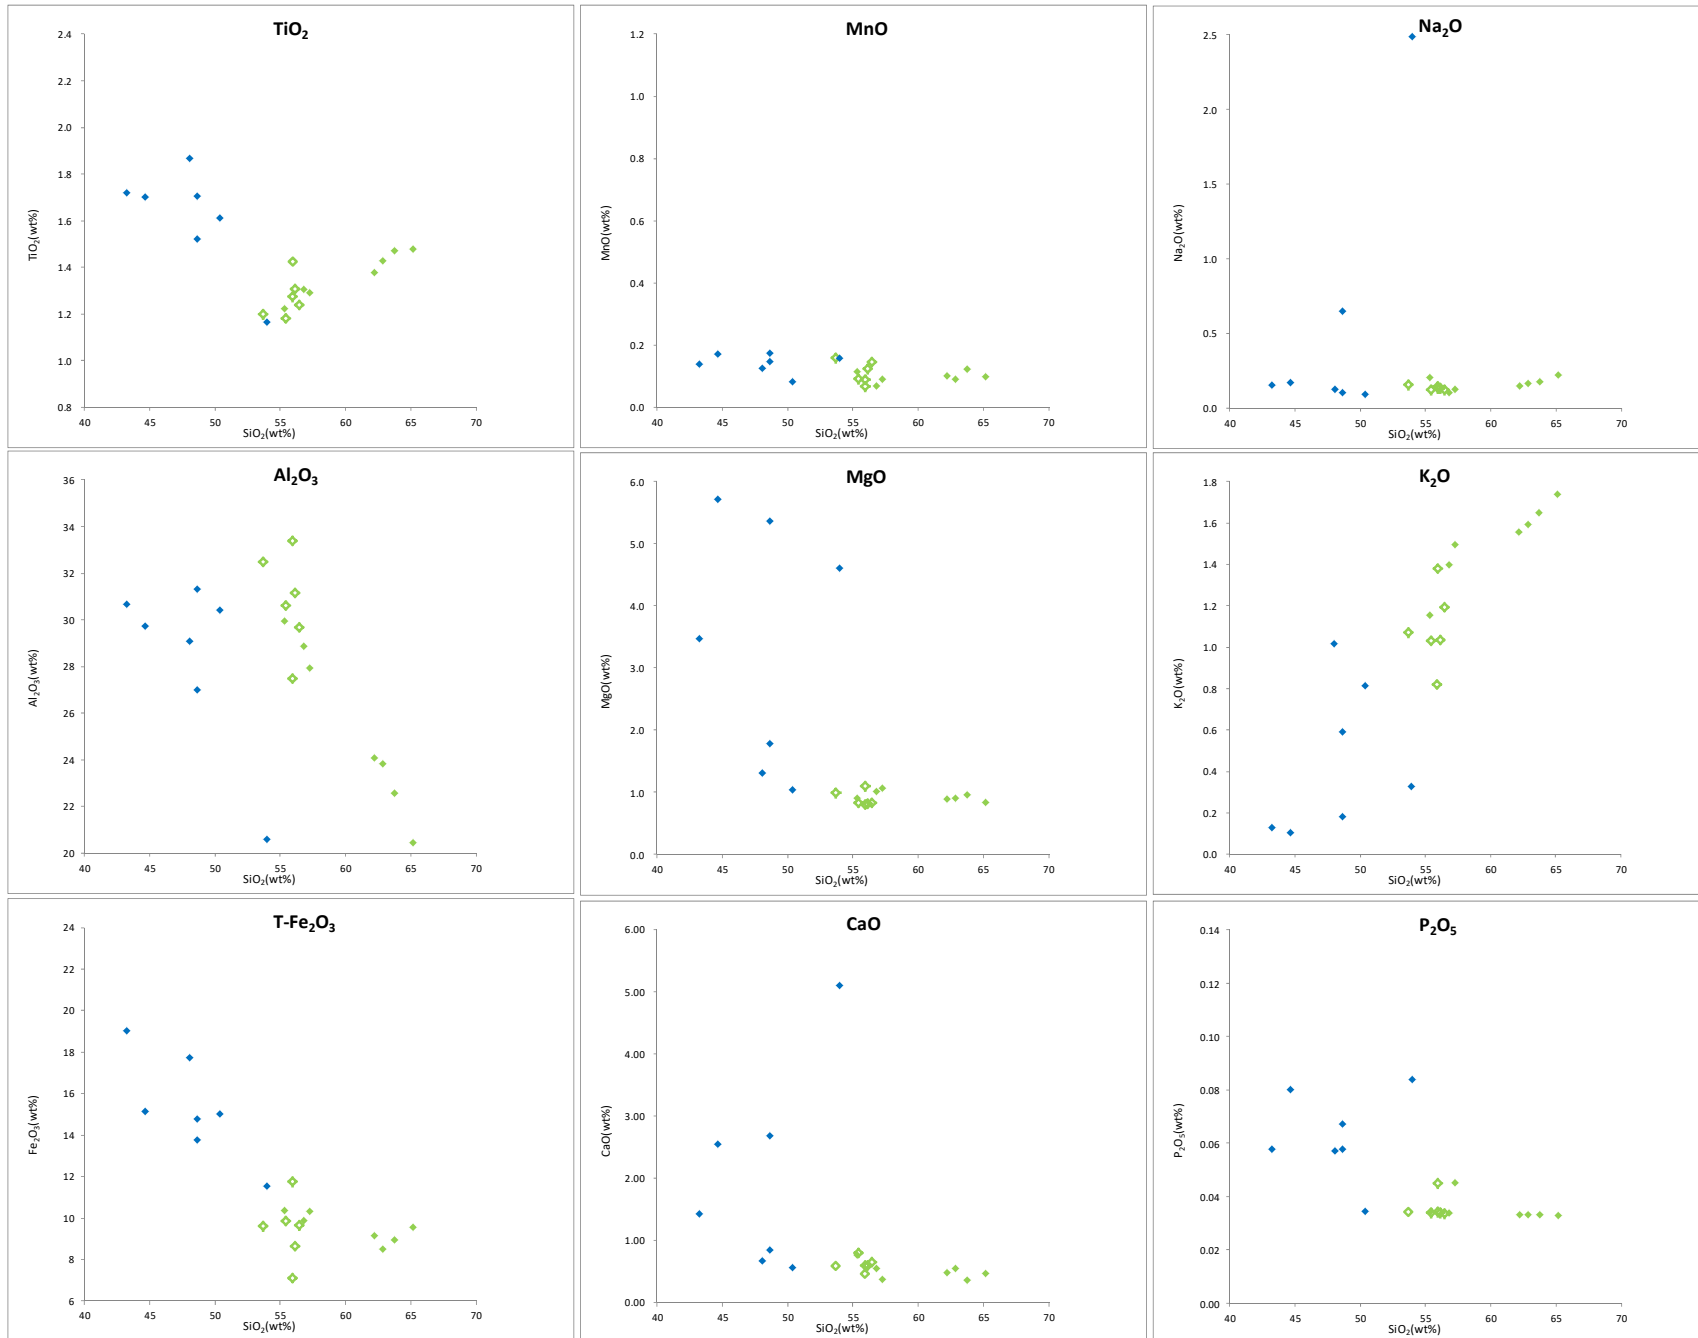 TiO₂
2.4
2.2
2.0
1.8
1.6
1.4
1.2
1.0
0.8
TiO₂(wt%)
40 45 50 55 60 65 70
SiO₂(wt%)
MnO
1.2
1.0
0.8
0.6
0.4
0.2
0.0
MnO(wt%)
40 45 50 55 60 65 70
SiO₂(wt%)
Na₂O
2.5
2.0
1.5
1.0
0.5
0.0
Na₂O(wt%)
40 45 50 55 60 65 70
SiO₂(wt%)
Al₂O₃
36
34
32
30
28
26
24
22
20
Al₂O₃(wt%)
40 45 50 55 60 65 70
SiO₂(wt%)
MgO
6.0
5.0
4.0
3.0
2.0
1.0
0.0
MgO(wt%)
40 45 50 55 60 65 70
SiO₂(wt%)
K₂O
1.8
1.6
1.4
1.2
1.0
0.8
0.6
0.4
0.2
0.0
K₂O(wt%)
40 45 50 55 60 65 70
SiO₂(wt%)
T-Fe₂O₃
24
22
20
18
16
14
12
10
8
6
Fe₂O₃(wt%)
40 45 50 55 60 65 70
SiO₂(wt%)
CaO
6.00
5.00
4.00
3.00
2.00
1.00
0.00
CaO(wt%)
40 45 50 55 60 65 70
SiO₂(wt%)
P₂O₅
0.14
0.12
0.10
0.08
0.06
0.04
0.02
0.00
P₂O₅(wt%)
40 45 50 55 60 65 70
SiO₂(wt%)